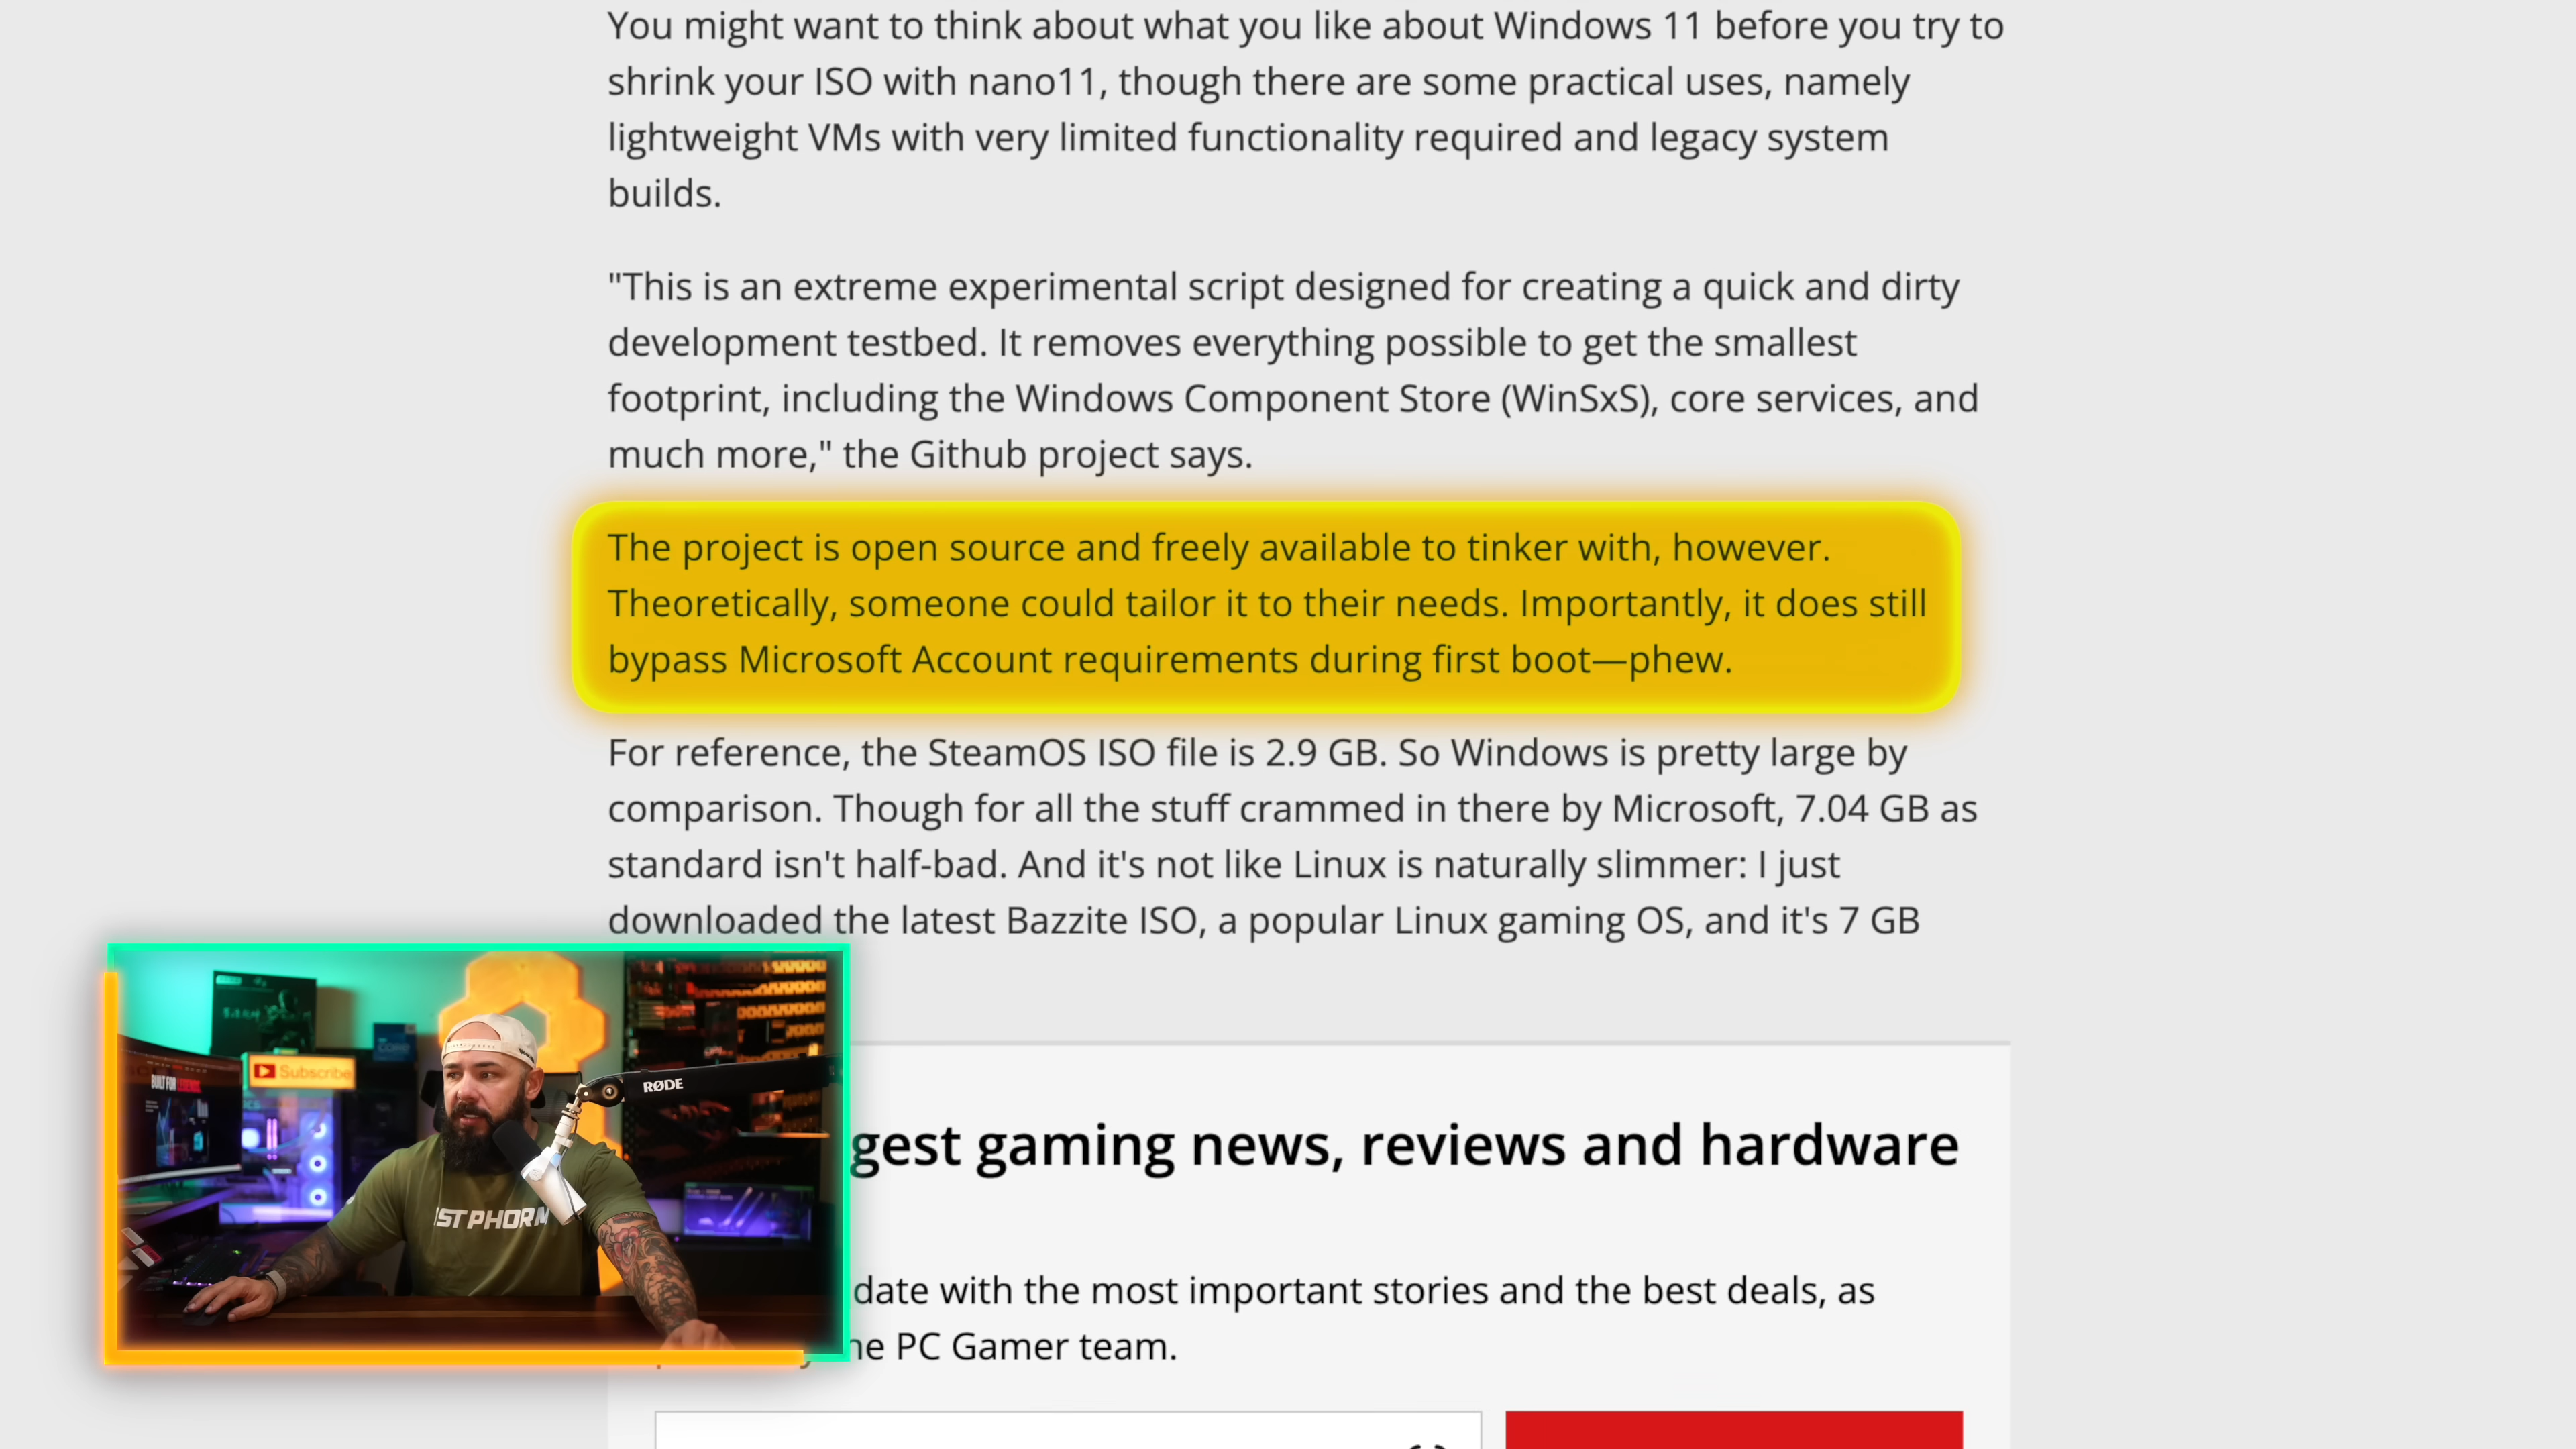 You might want to think about what you like about Windows 11 before you try to
shrink your ISO with nano11, though there are some practical uses, namely
lightweight VMs with very limited functionality required and legacy system
builds.
"This is an extreme experimental script designed for creating a quick and dirty
development testbed. It removes everything possible to get the smallest
footprint, including the Windows Component Store (WinSxS), core services, and
much more," the Github project says.
The project is open source and freely available to tinker with, however.
Theoretically, someone could tailor it to their needs. Importantly, it does still
bypass Microsoft Account requirements during first boot—phew.
For reference, the SteamOS ISO file is 2.9 GB. So Windows is pretty large by
comparison. Though for all the stuff crammed in there by Microsoft, 7.04 GB as
standard isn't half-bad. And it's not like Linux is naturally slimmer: I just
downloaded the latest Bazzite ISO, a popular Linux gaming OS, and it's 7 GB
Subscribe
BUILT FOR
RØDE
1ST PHORM
gest gaming news, reviews and hardware
date with the most important stories and the best deals, as
he PC Gamer team.